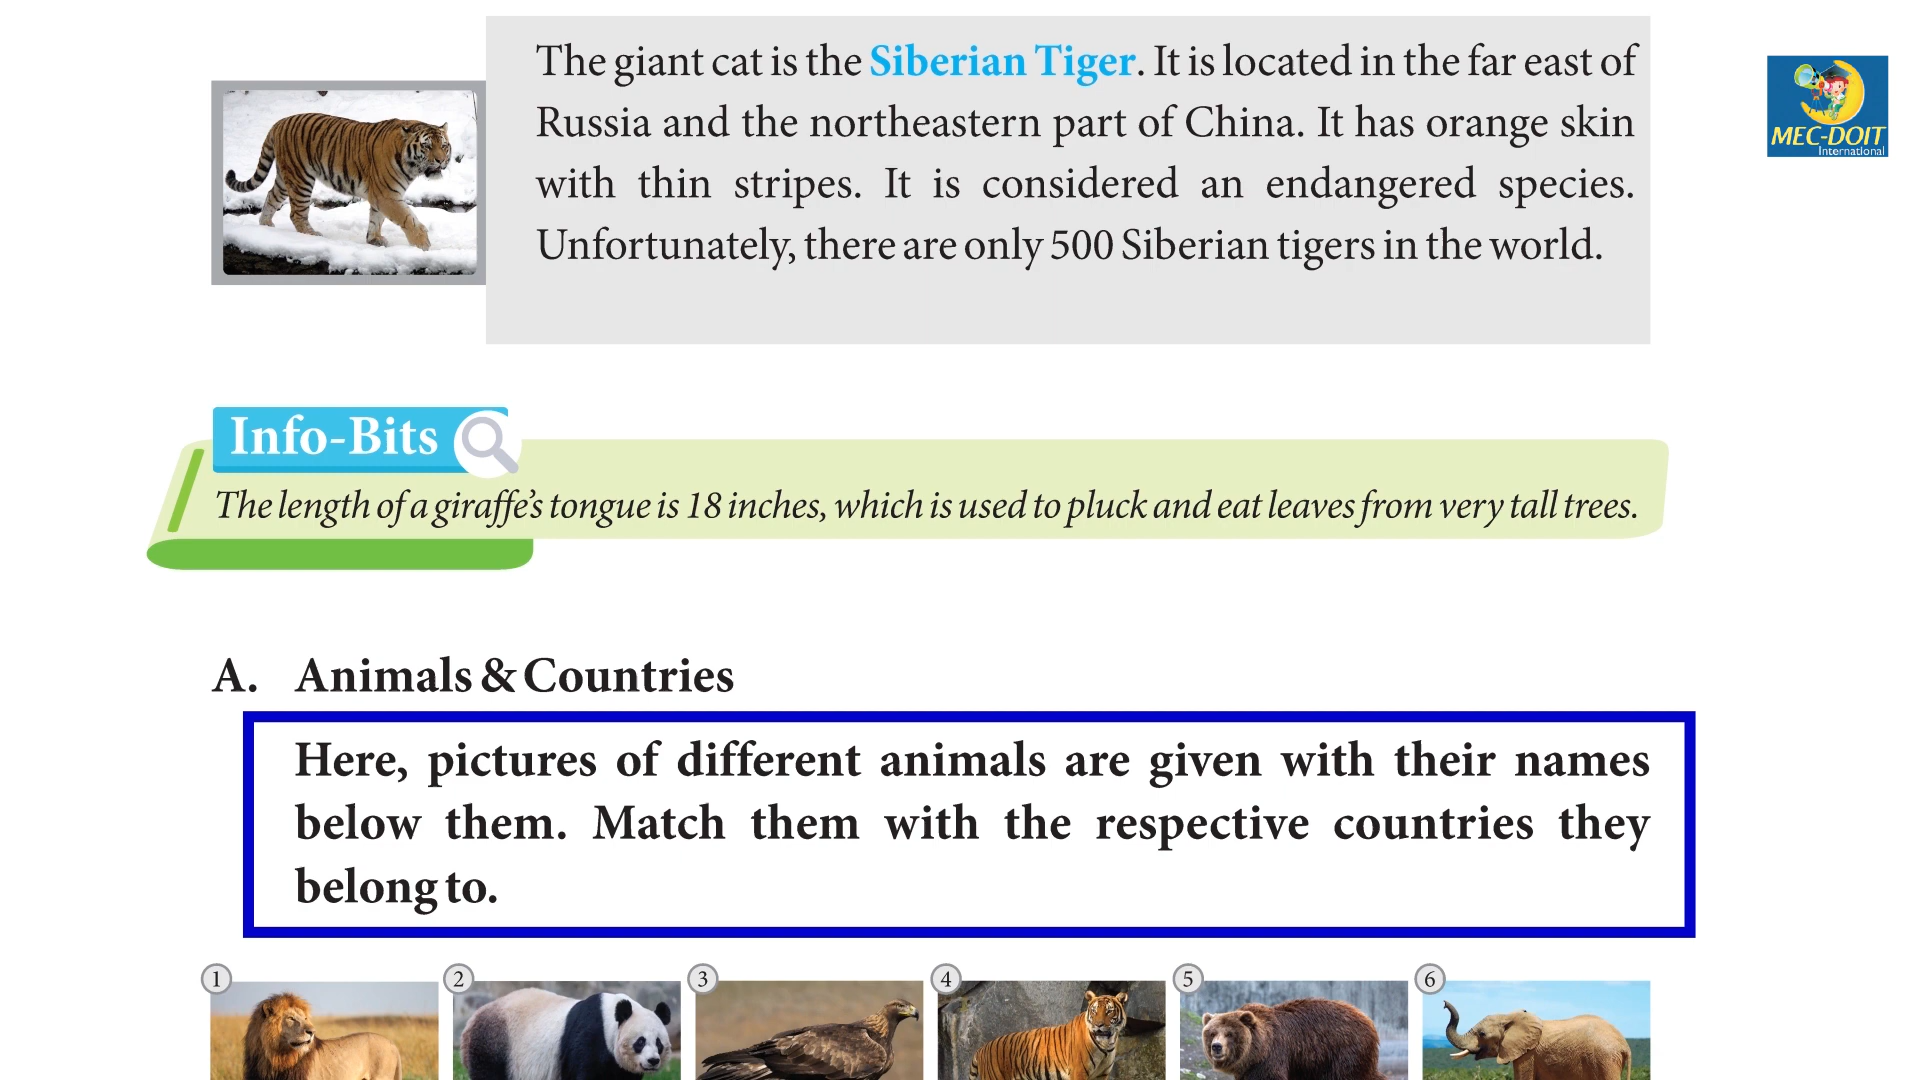 The giant cat is the Siberian Tiger. It is located in the far east of
Russia and the northeastern part of China. It has orange skin
with thin stripes. It is considered an endangered species.
Unfortunately, there are only 500 Siberian tigers in the world.
MEC-DOIT
International
Info-Bits
The length of a giraffe's tongue is 18 inches, which is used to pluck and eat leaves from very tall trees.
A. Animals & Countries
Here, pictures of different animals are given with their names
below them. Match them with the respective countries they
belong to.
1 2 3 4 5 6